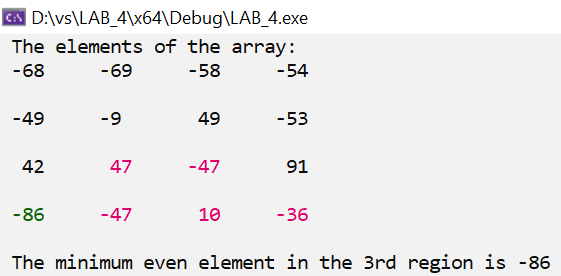 D:\vs\LAB_4\x64\Debug\LAB_4.exe
The elements of the array:
-68 -69 -58 -54
-49 -9 49 -53
42 47 -47 91
-86 -47 10 -36
The minimum even element in the 3rd region is -86